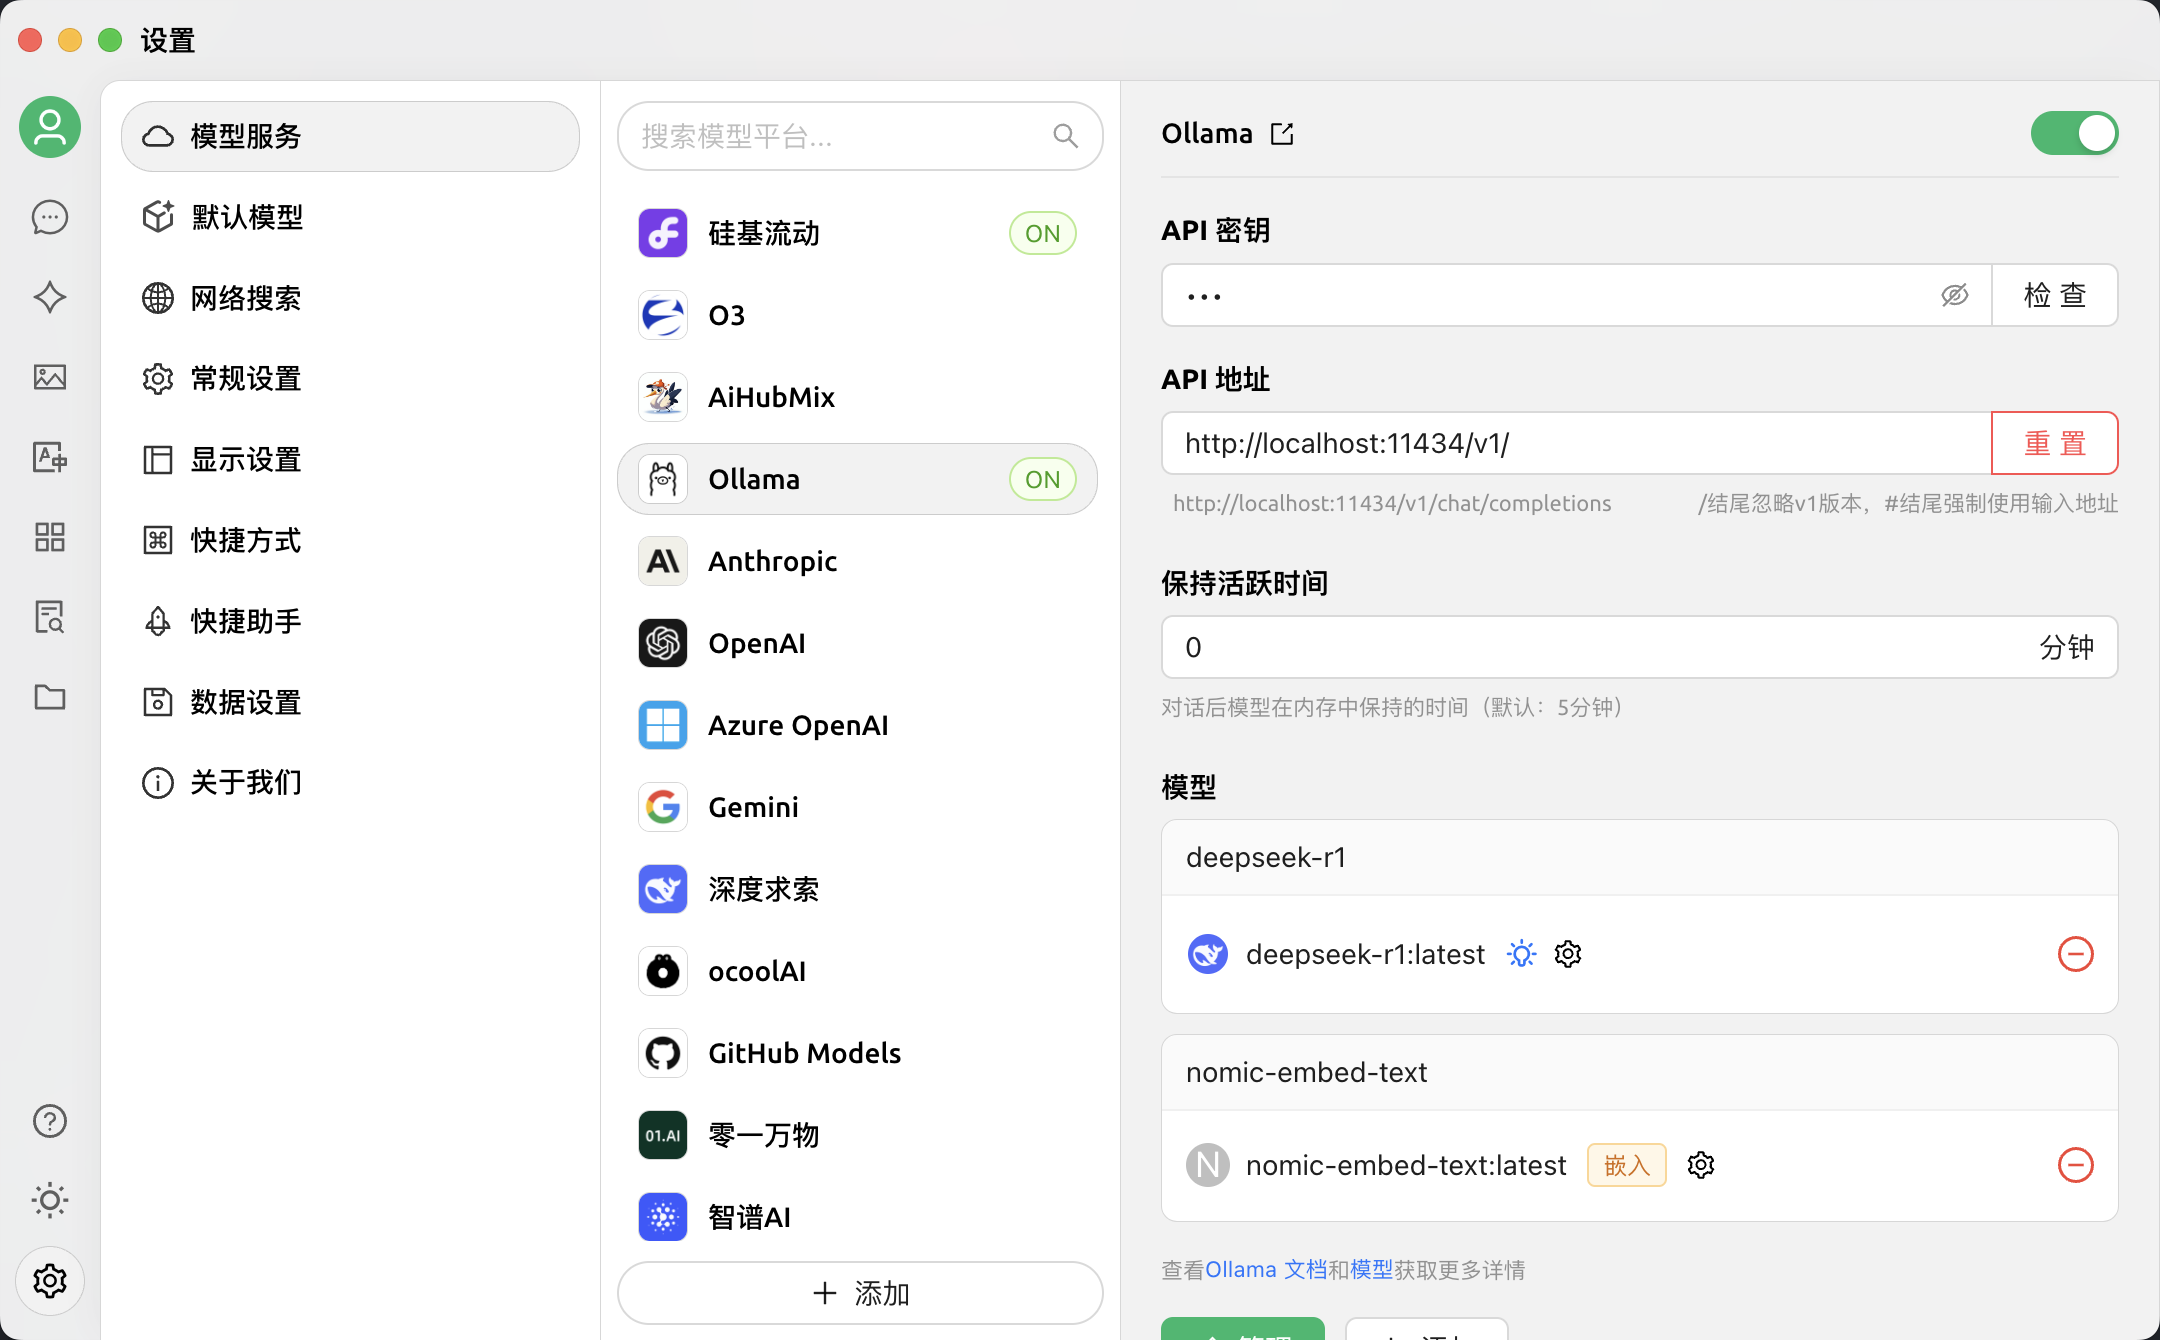 设置
模型服务
默认模型
网络搜索
常规设置
显示设置
快捷方式
快捷助手
数据设置
关于我们
搜索模型平台...
硅基流动 ON
O3
AiHubMix
Ollama ON
Anthropic
OpenAI
Azure OpenAI
Gemini
深度求索
ocoolAI
GitHub Models
01.AI 零一万物
智谱AI
添加
Ollama
API 密钥
检 查
API 地址
http://localhost:11434/v1/ 重 置
http://localhost:11434/v1/chat/completions /结尾忽略v1版本，#结尾强制使用输入地址
保持活跃时间
0 分钟
对话后模型在内存中保持的时间（默认：5分钟）
模型
deepseek-r1
deepseek-r1:latest
nomic-embed-text
N nomic-embed-text:latest 嵌入
查看Ollama 文档和模型获取更多详情